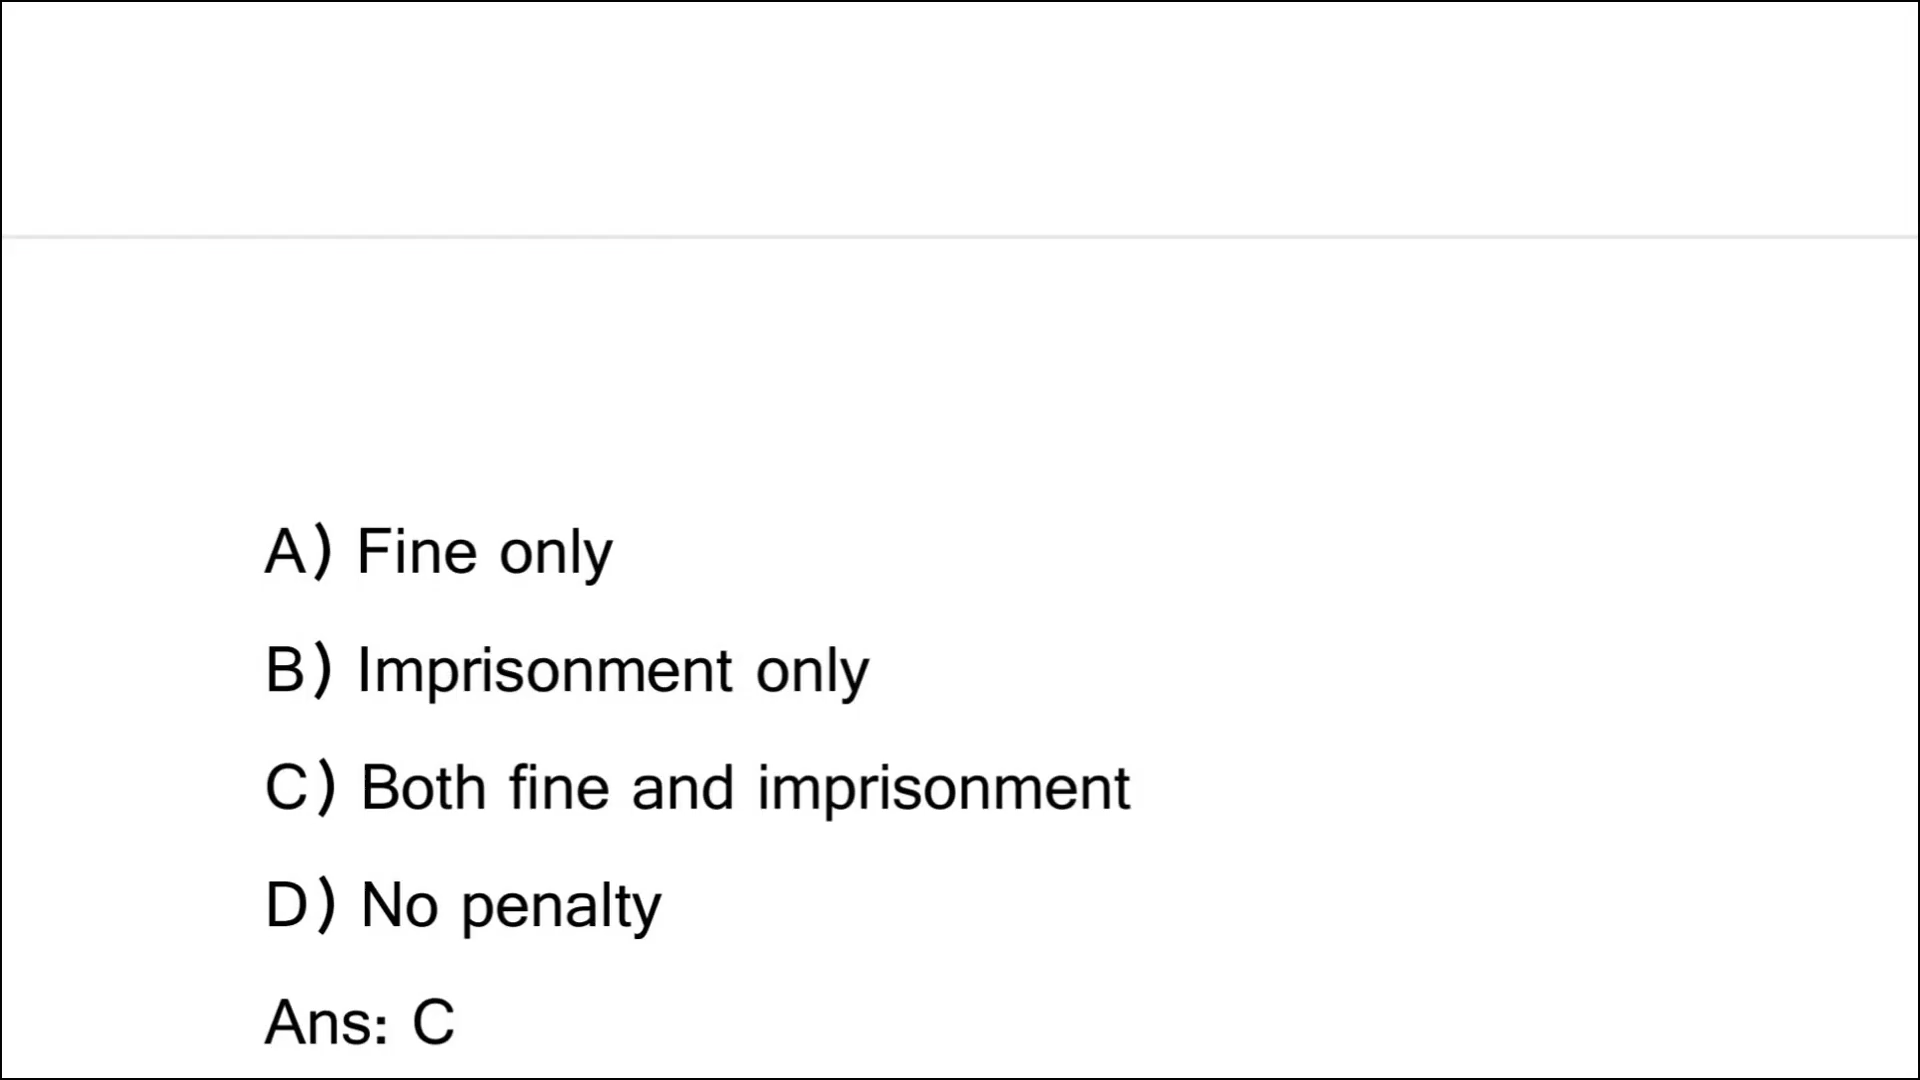 A) Fine only
B) Imprisonment only
C) Both fine and imprisonment
D) No penalty
Ans: C